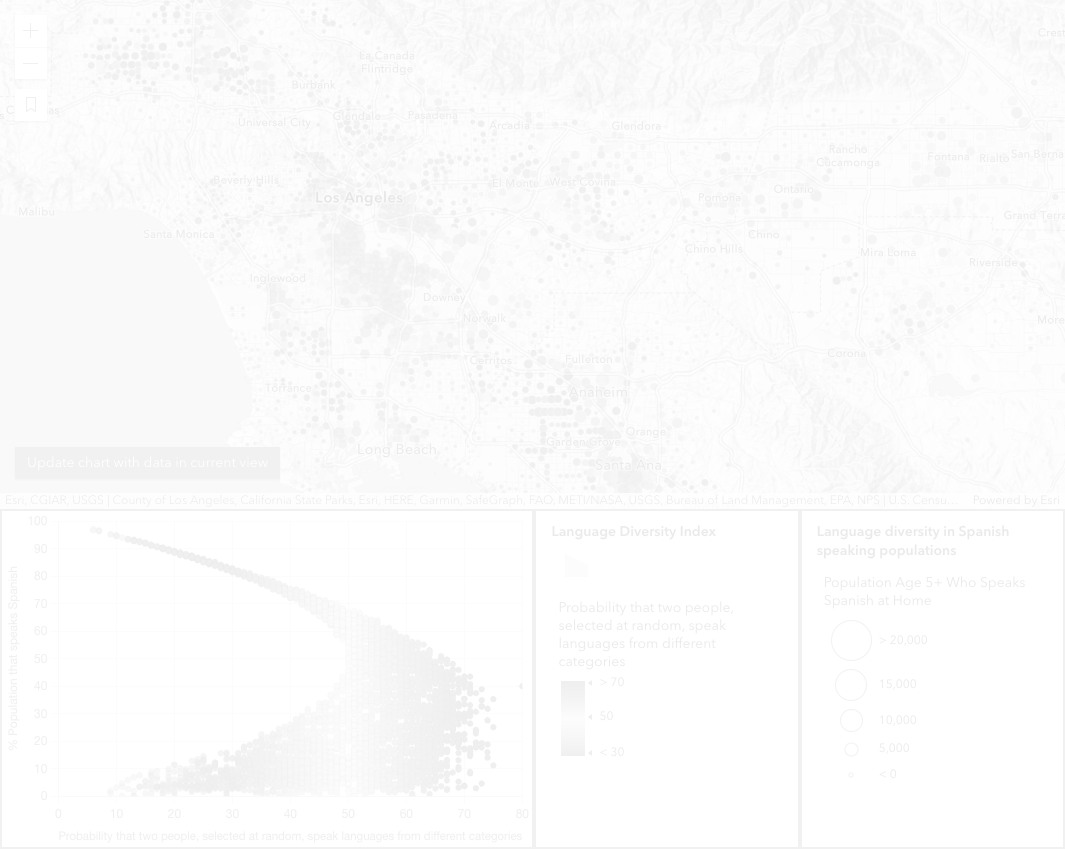 La Cañada
Flintridge
Burbank
Universal City
Glendale
Pasadena
Arcadia
Glendora
Rancho
Cucamonga
Fontana
Rialto
Beverly Hills
El Monte
West Covina
Los Angeles
Pomona
Ontario
Malibu
Santa Monica
Chino
Chino Hills
Mira Loma
Riverside
Inglewood
Downey
Norwalk
Cerritos
Fullerton
Corona
Torrance
Anaheim
Orange
Garden Grove
Long Beach
Santa Ana
Update chart with data in current view
Esri, CGIAR, USGS | County of Los Angeles, California State Parks, Esri, HERE, Garmin, SafeGraph, FAO, METI/NASA, USGS, Bureau of Land Management, EPA, NPS | U.S. Censu...
Powered by Esri
100
90
80
70
60
50
40
30
20
10
0
% Population that speaks Spanish
0 10 20 30 40 50 60 70 80
Probability that two people, selected at random, speak languages from different categories
Language Diversity Index
Probability that two people,
selected at random, speak
languages from different
categories
> 70
50
< 30
Language diversity in Spanish
speaking populations
Population Age 5+ Who Speaks
Spanish at Home
> 20,000
15,000
10,000
5,000
< 0